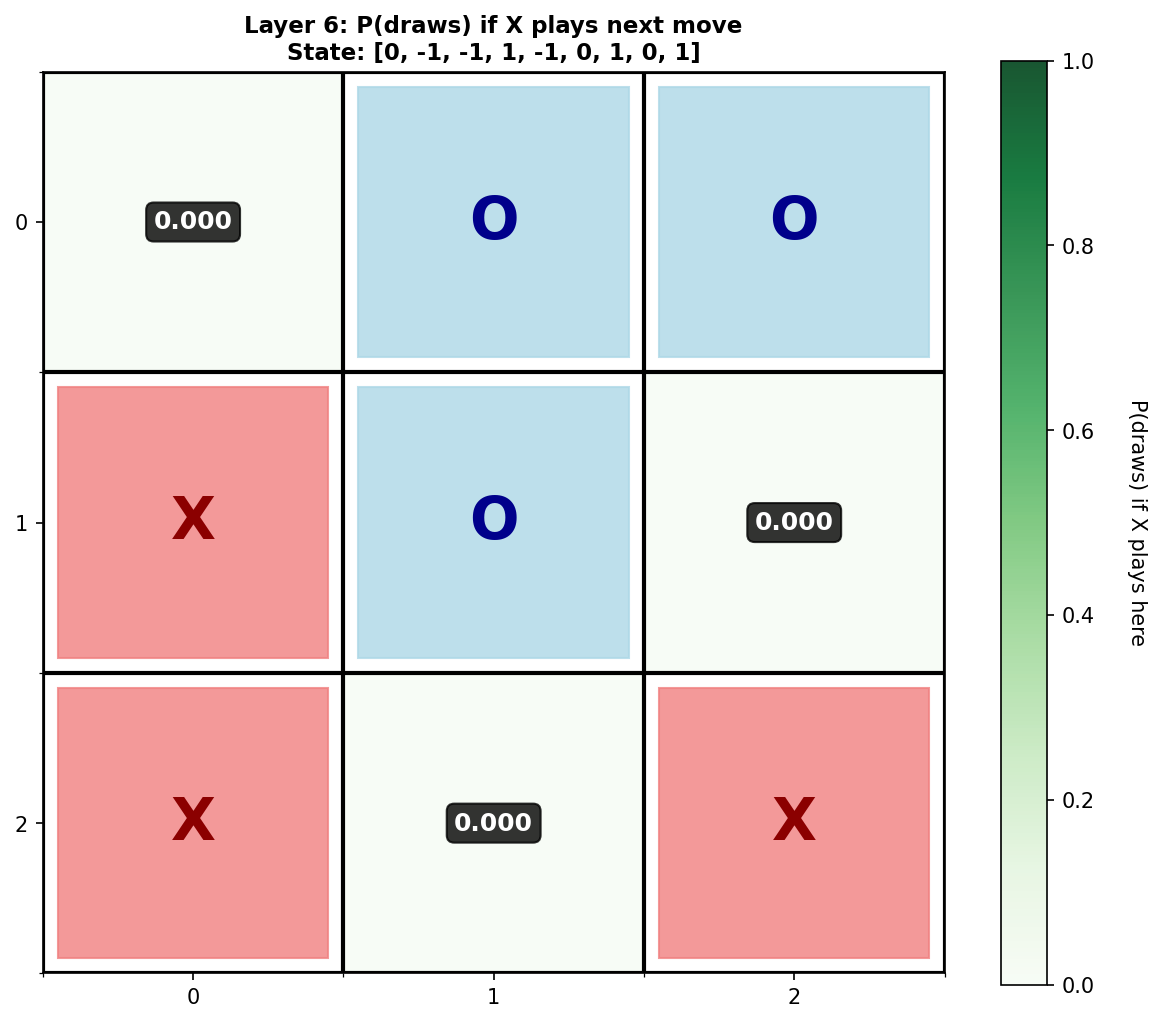 Layer 6: P(draws) if X plays next move
State: [0, -1, -1, 1, -1, 0, 1, 0, 1]
0
0.000
O
O
1
X
O
0.000
2
X
0.000
X
0
1
2
1.0
0.8
0.6
0.4
0.2
0.0
P(draws) if X plays here